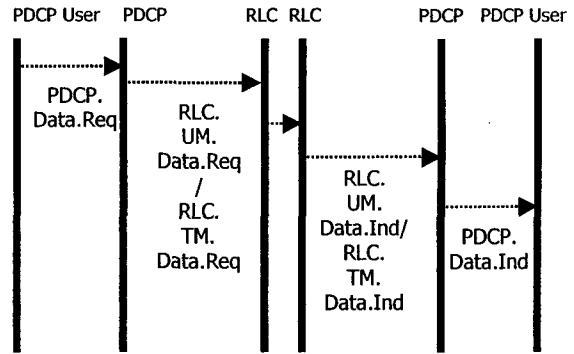 PDCP User PDCP RLC RLC PDCP PDCP User
PDCP.
Data.Req
RLC.
UM.
Data.Req
/
RLC.
TM.
Data.Req
RLC.
UM.
Data.Ind/
RLC.
TM.
Data.Ind
PDCP.
Data.Ind